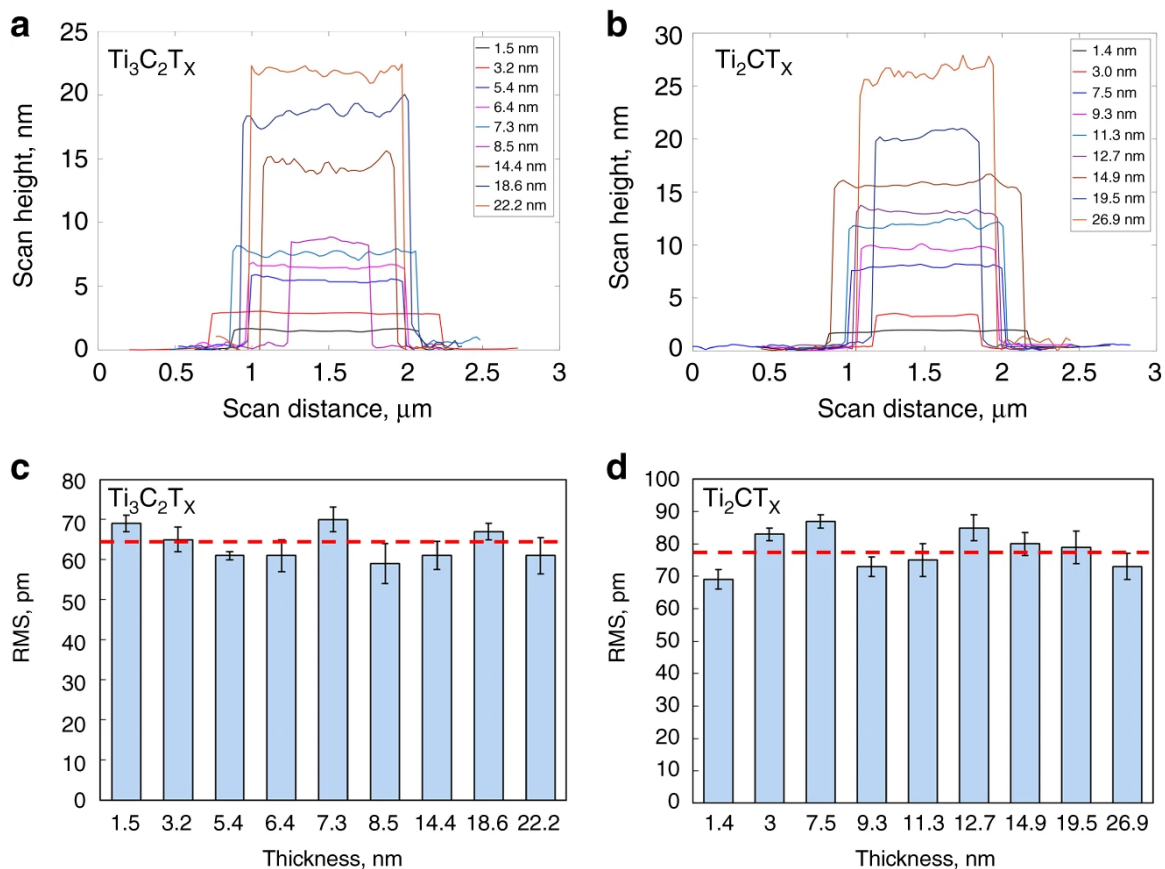 a
Ti3C2TX
25
20
15
10
5
0
0 0.5 1 1.5 2 2.5 3
Scan height, nm
Scan distance, μm
1.5 nm
3.2 nm
5.4 nm
6.4 nm
7.3 nm
8.5 nm
14.4 nm
18.6 nm
22.2 nm
b
Ti2CTX
30
25
20
15
10
5
0
0 0.5 1 1.5 2 2.5 3
Scan height, nm
Scan distance, μm
1.4 nm
3.0 nm
7.5 nm
9.3 nm
11.3 nm
12.7 nm
14.9 nm
19.5 nm
26.9 nm
c
Ti3C2TX
80
70
60
50
40
30
20
10
0
1.5 3.2 5.4 6.4 7.3 8.5 14.4 18.6 22.2
RMS, pm
Thickness, nm
d
Ti2CTX
100
90
80
70
60
50
40
30
20
10
0
1.4 3 7.5 9.3 11.3 12.7 14.9 19.5 26.9
RMS, pm
Thickness, nm